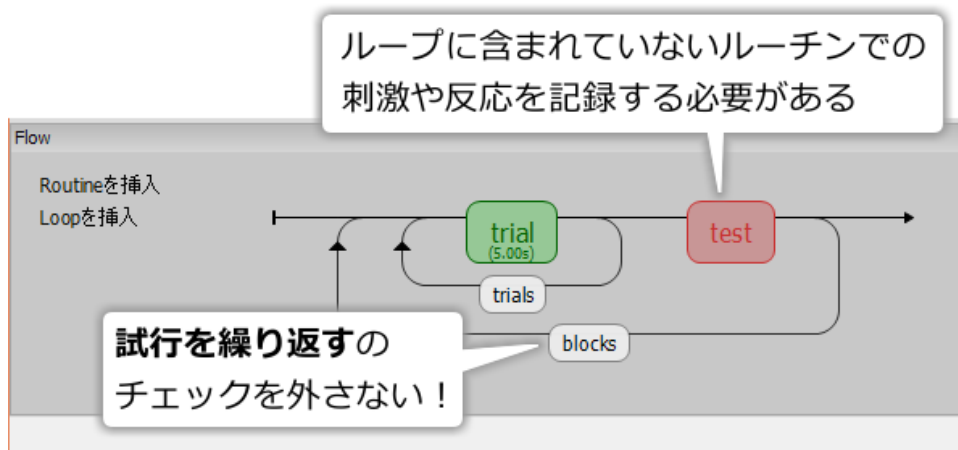 ループに含まれていないルーチンでの
刺激や反応を記録する必要がある
Flow
Routineを挿入
Loopを挿入
trial
(5.00s)
test
trials
blocks
試行を繰り返すの
チェックを外さない！